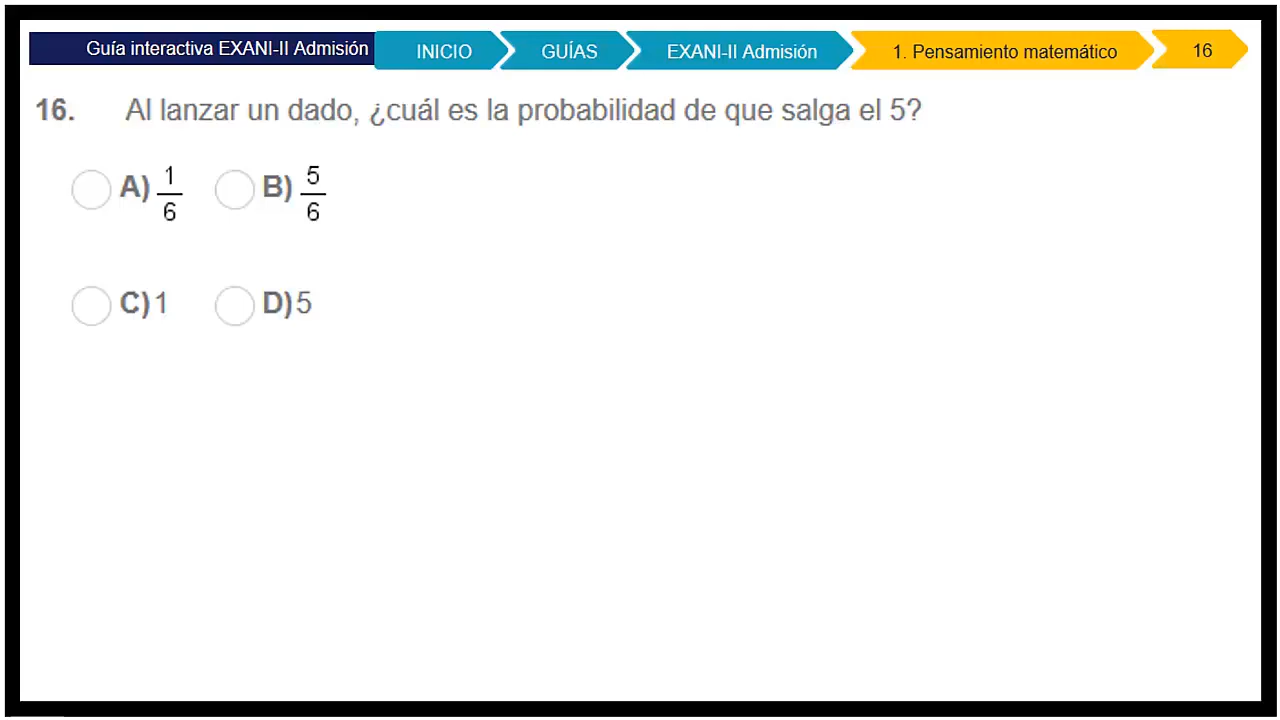 Guía interactiva EXANI-II Admisión INICIO GUÍAS EXANI-II Admisión 1. Pensamiento matemático 16
16. Al lanzar un dado, ¿cuál es la probabilidad de que salga el 5?
A) 1/6 B) 5/6
C) 1 D) 5